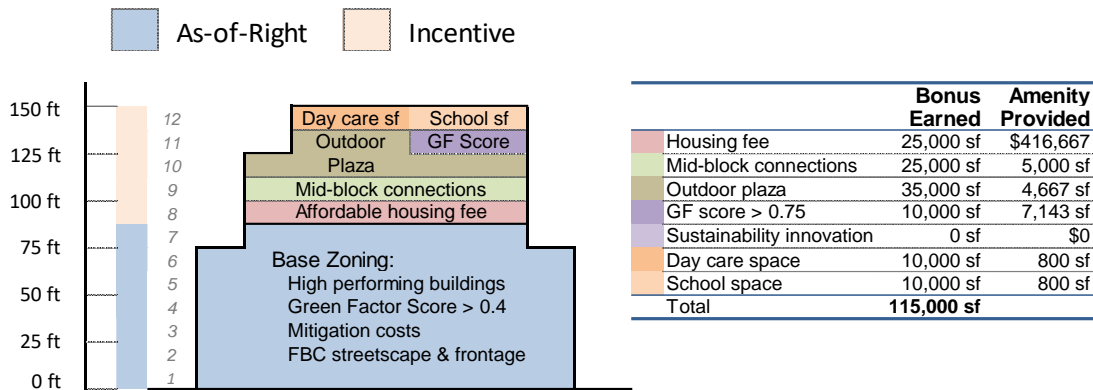 As-of-Right Incentive
150 ft
125 ft
100 ft
75 ft
50 ft
25 ft
0 ft
12
11
10
9
8
7
6
5
4
3
2
1
Day care sf School sf
Outdoor GF Score
Plaza
Mid-block connections
Affordable housing fee
Base Zoning:
High performing buildings
Green Factor Score > 0.4
Mitigation costs
FBC streetscape & frontage
Bonus Amenity
Earned Provided
Housing fee 25,000 sf $416,667
Mid-block connections 25,000 sf 5,000 sf
Outdoor plaza 35,000 sf 4,667 sf
GF score > 0.75 10,000 sf 7,143 sf
Sustainability innovation 0 sf $0
Day care space 10,000 sf 800 sf
School space 10,000 sf 800 sf
Total 115,000 sf